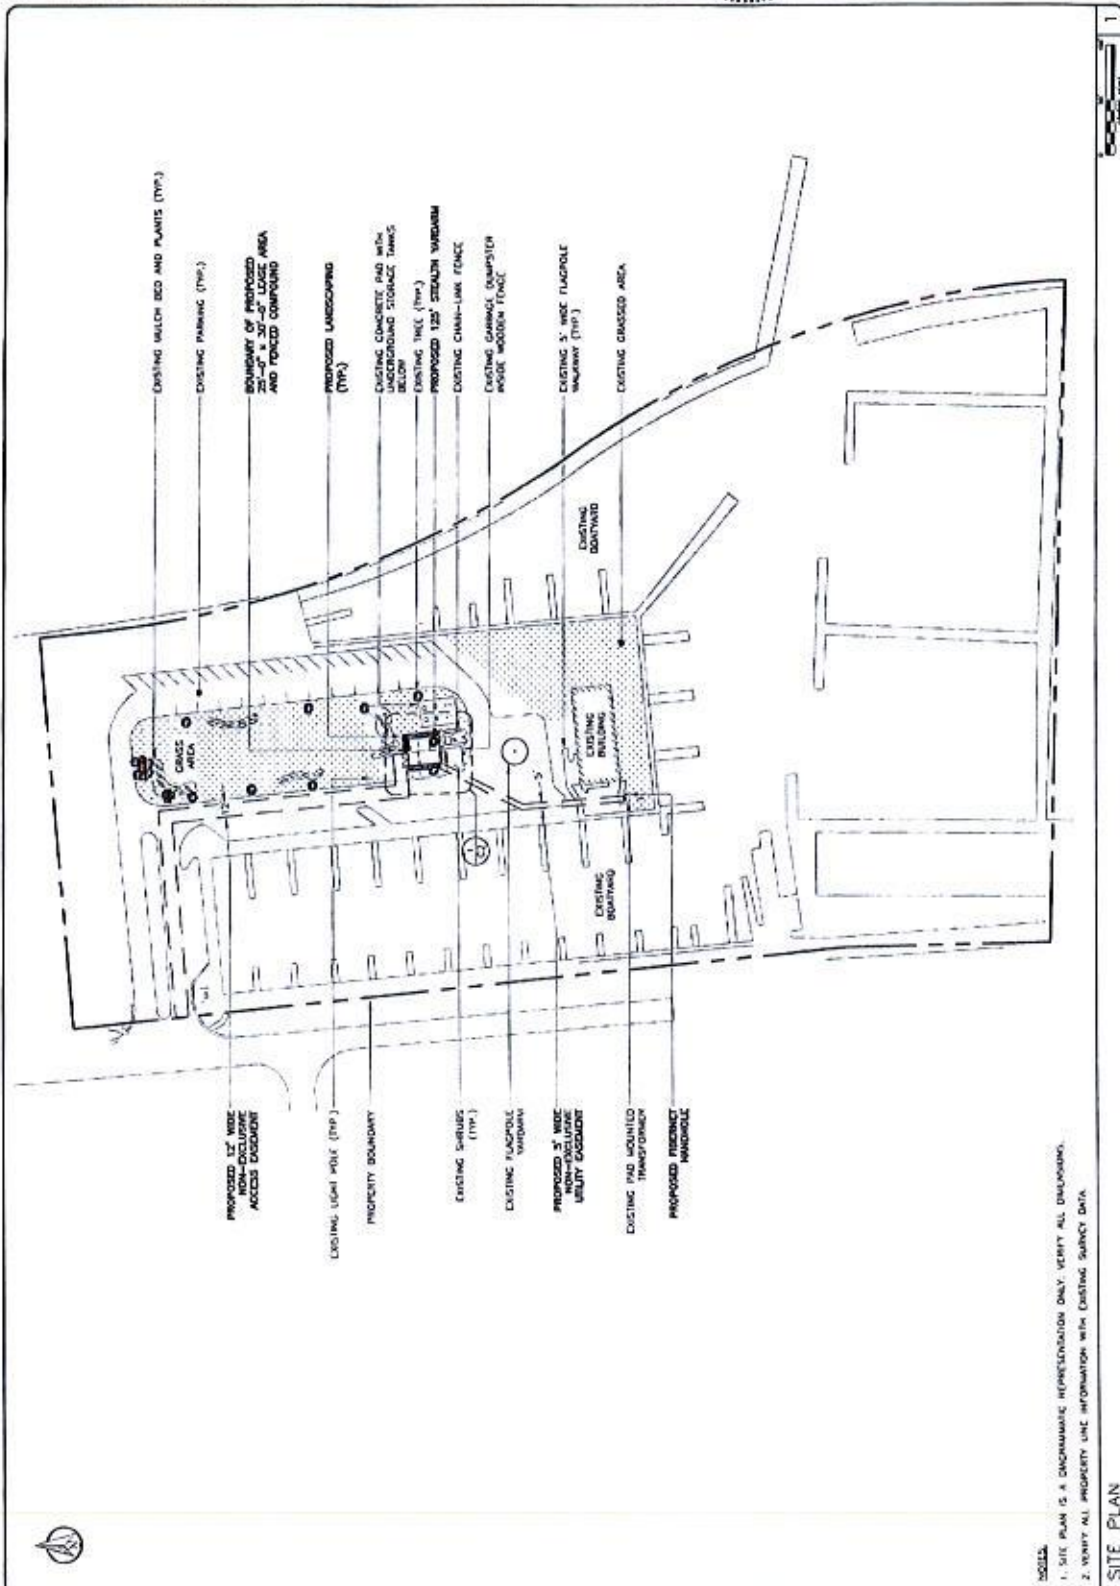 EXISTING MULCH BED AND PLANTS (TYP.)
EXISTING PARKING (TYP.)
BOUNDARY OF PROPOSED
25'-0" x 30'-0" LEASE AREA
AND FENCED COMPOUND
PROPOSED LANDSCAPING
(TYP.)
EXISTING CONCRETE PAD WITH
UNDERGROUND STORAGE TANKS
BELOW
EXISTING TREE (TYP.)
PROPOSED 125' STEALTH YARDARM
EXISTING CHAIN-LINK FENCE
EXISTING GARBAGE DUMPSTER
INSIDE WOODEN FENCE
EXISTING 5' WIDE FLAGPOLE
WALKWAY (TYP.)
EXISTING GRASSED AREA
GRASS
AREA
EXISTING
BOATYARD
EXISTING
BUILDING
EXISTING
BOATYARD
PROPOSED 12' WIDE
NON-EXCLUSIVE
ACCESS EASEMENT
EXISTING LIGHT POLE (TYP.)
PROPERTY BOUNDARY
EXISTING SHRUBS
(TYP.)
EXISTING FLAGPOLE
YARDARM
PROPOSED 5' WIDE
NON-EXCLUSIVE
UTILITY EASEMENT
EXISTING PAD MOUNTED
TRANSFORMER
PROPOSED FIBERNET
HANDHOLE
NOTES:
1. SITE PLAN IS A DIAGRAMMATIC REPRESENTATION ONLY. VERIFY ALL DIMENSIONS.
2. VERIFY ALL PROPERTY LINE INFORMATION WITH EXISTING SURVEY DATA.
SITE PLAN
1